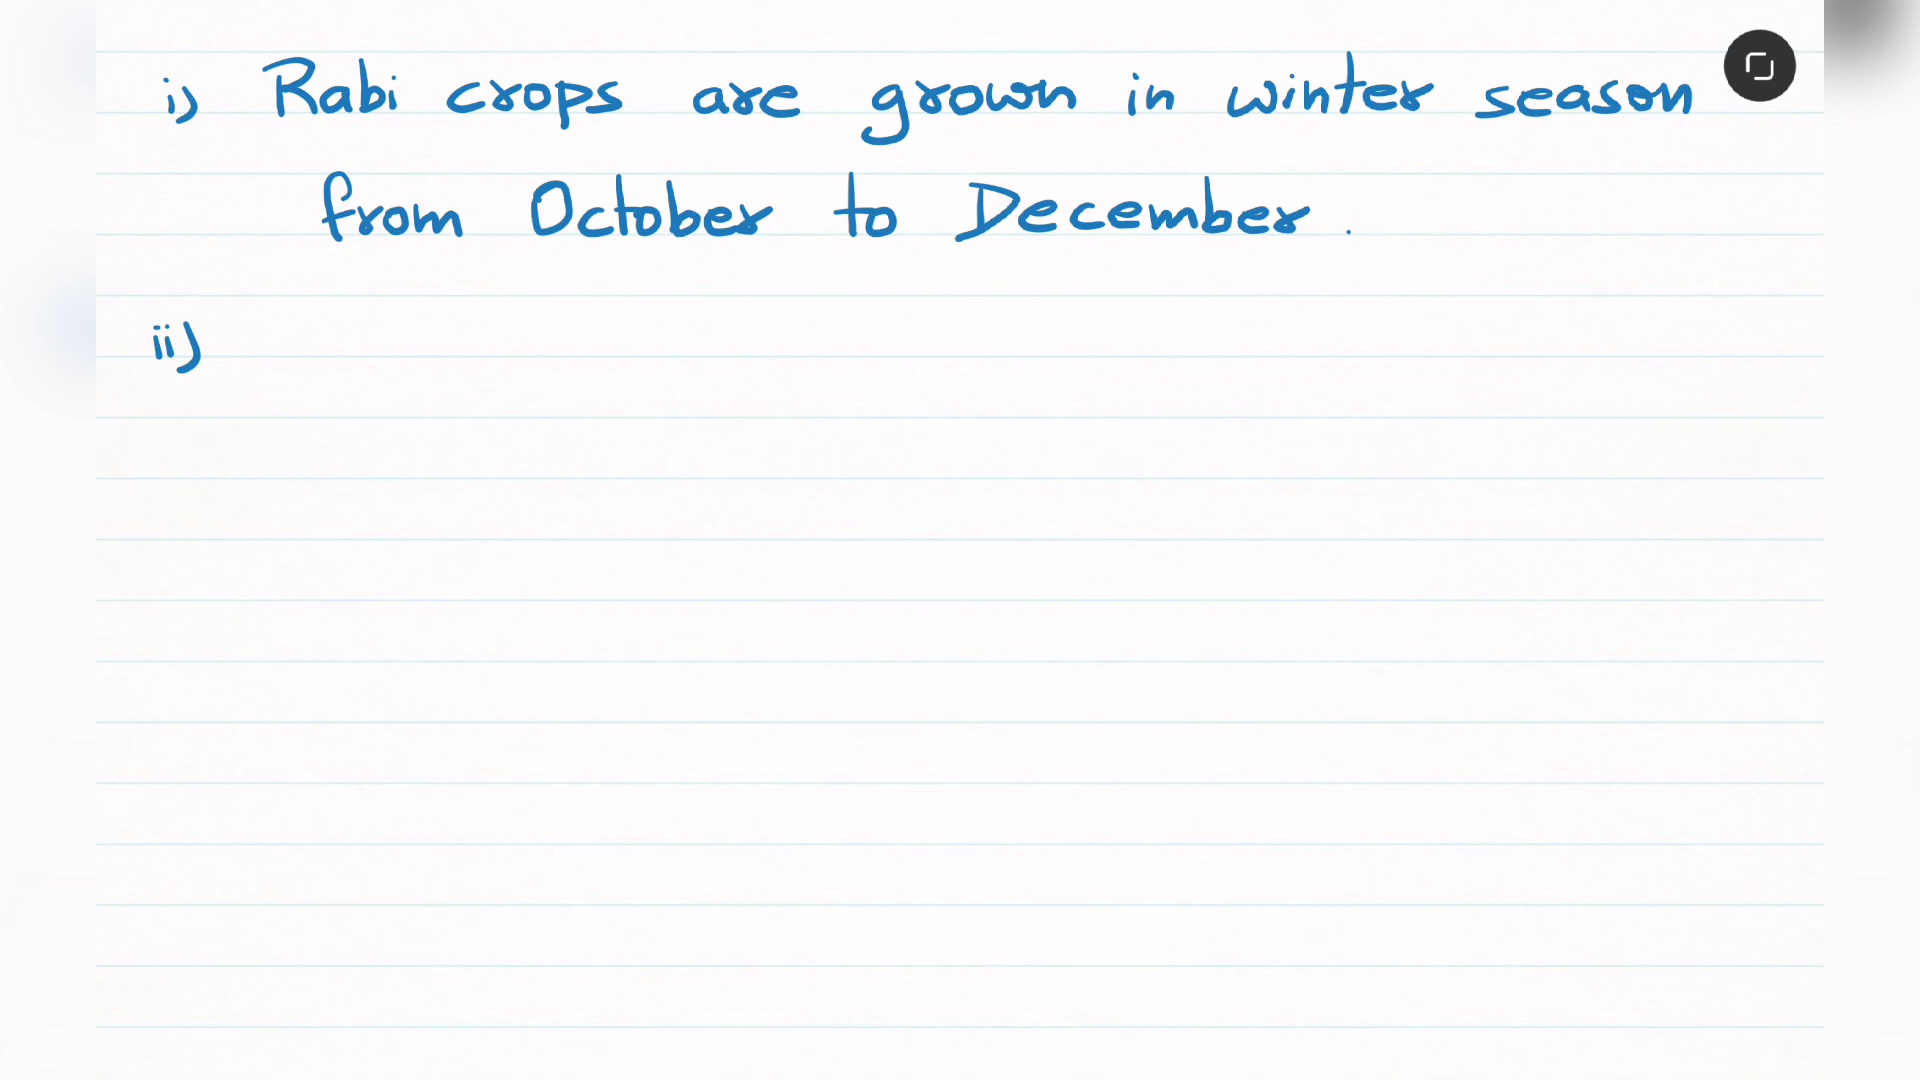 i) Rabi crops are grown in winter season
from October to December.
ii)